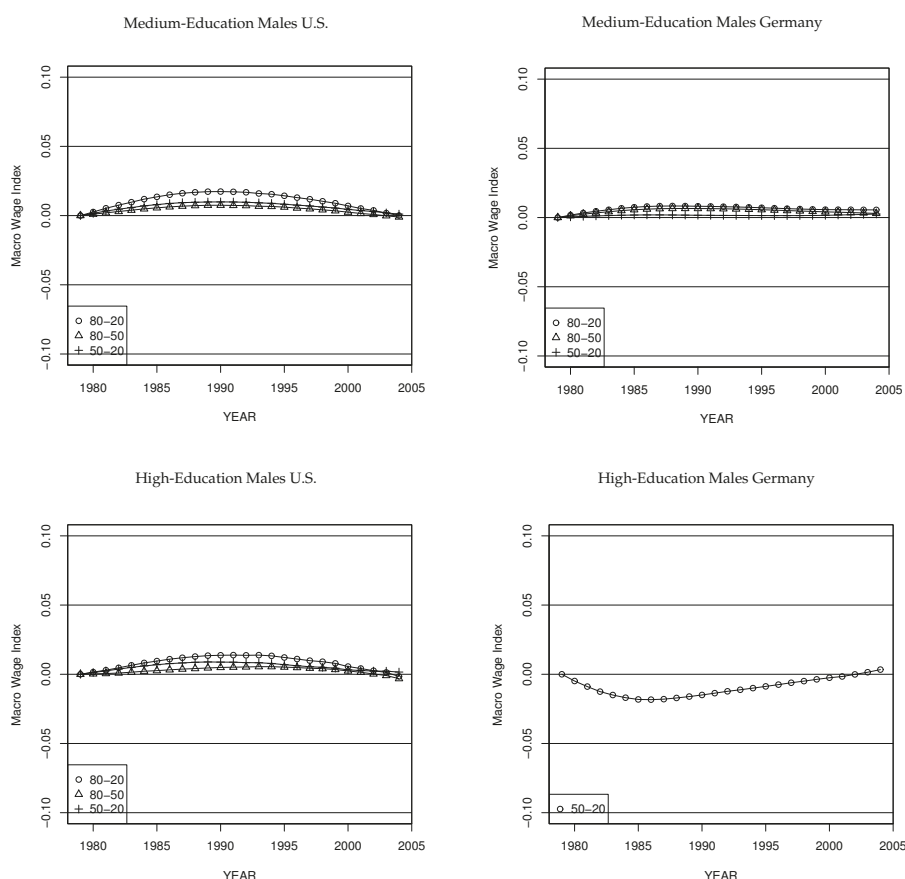 Medium-Education Males U.S.
Macro Wage Index
0.10
0.05
0.00
−0.05
−0.10
80−20
80−50
50−20
1980 1985 1990 1995 2000 2005
YEAR
Medium-Education Males Germany
Macro Wage Index
0.10
0.05
0.00
−0.05
−0.10
80−20
80−50
50−20
1980 1985 1990 1995 2000 2005
YEAR
High-Education Males U.S.
Macro Wage Index
0.10
0.05
0.00
−0.05
−0.10
80−20
80−50
50−20
1980 1985 1990 1995 2000 2005
YEAR
High-Education Males Germany
Macro Wage Index
0.10
0.05
0.00
−0.05
−0.10
50−20
1980 1985 1990 1995 2000 2005
YEAR